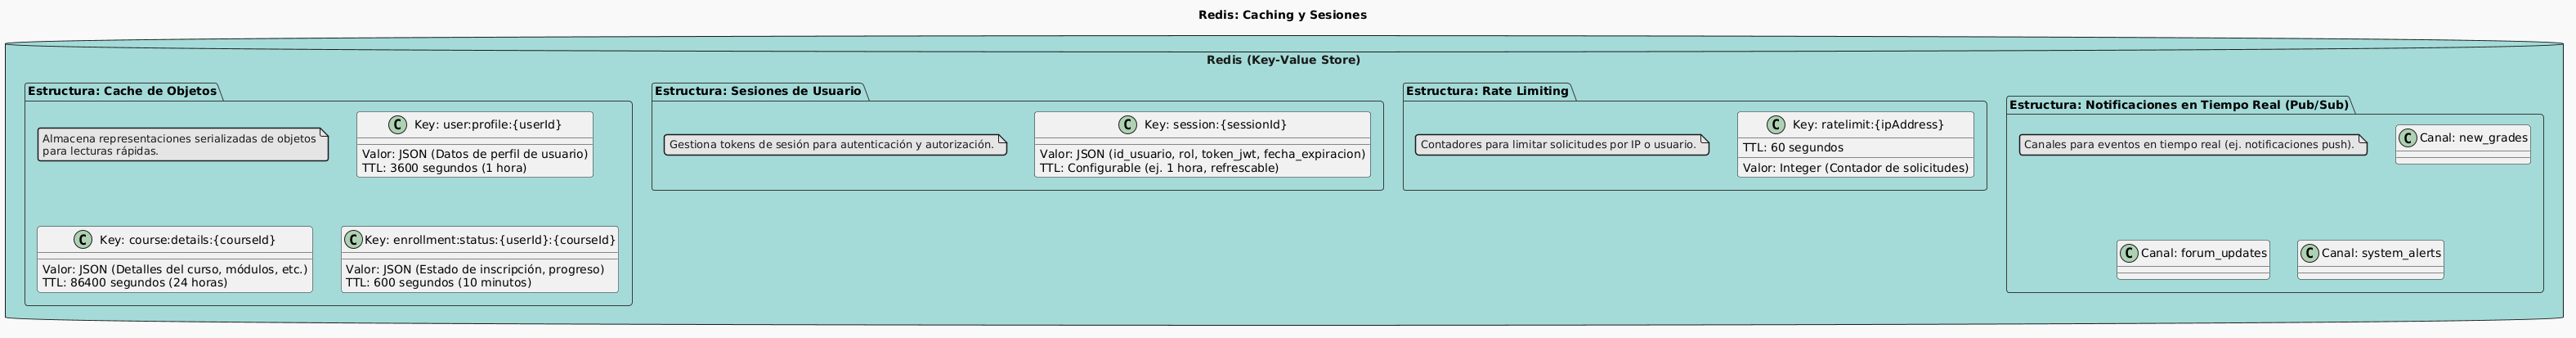 Redis: Caching y Sesiones
Redis (Key-Value Store)
Estructura: Cache de Objetos
Almacena representaciones serializadas de objetos
para lecturas rápidas.
C Key: user:profile:{userId}
Valor: JSON (Datos de perfil de usuario)
TTL: 3600 segundos (1 hora)
C Key: course:details:{courseId}
Valor: JSON (Detalles del curso, módulos, etc.)
TTL: 86400 segundos (24 horas)
C Key: enrollment:status:{userId}:{courseId}
Valor: JSON (Estado de inscripción, progreso)
TTL: 600 segundos (10 minutos)
Estructura: Sesiones de Usuario
Gestiona tokens de sesión para autenticación y autorización.
C Key: session:{sessionId}
Valor: JSON (id_usuario, rol, token_jwt, fecha_expiracion)
TTL: Configurable (ej. 1 hora, refrescable)
Estructura: Rate Limiting
Contadores para limitar solicitudes por IP o usuario.
C Key: ratelimit:{ipAddress}
TTL: 60 segundos
Valor: Integer (Contador de solicitudes)
Estructura: Notificaciones en Tiempo Real (Pub/Sub)
Canales para eventos en tiempo real (ej. notificaciones push).
C Canal: new_grades
C Canal: forum_updates
C Canal: system_alerts